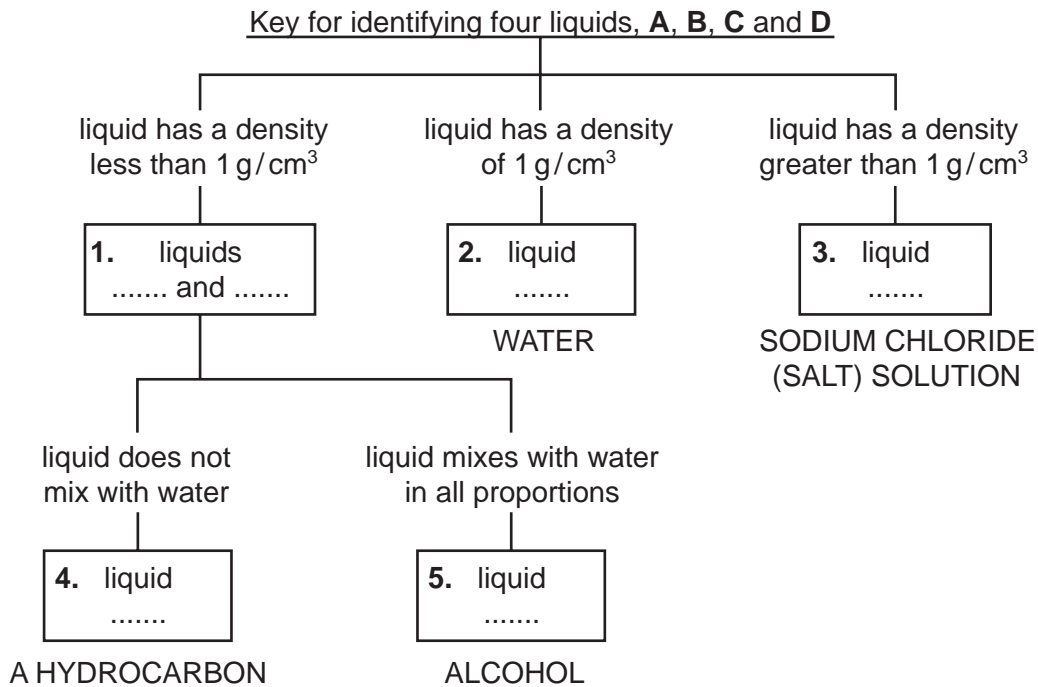 Key for identifying four liquids, A, B, C and D
liquid has a density
less than 1 g / cm³
liquid has a density
of 1 g / cm³
liquid has a density
greater than 1 g / cm³
1. liquids
....... and .......
2. liquid
.......
WATER
3. liquid
.......
SODIUM CHLORIDE
(SALT) SOLUTION
liquid does not
mix with water
liquid mixes with water
in all proportions
4. liquid
.......
A HYDROCARBON
5. liquid
.......
ALCOHOL